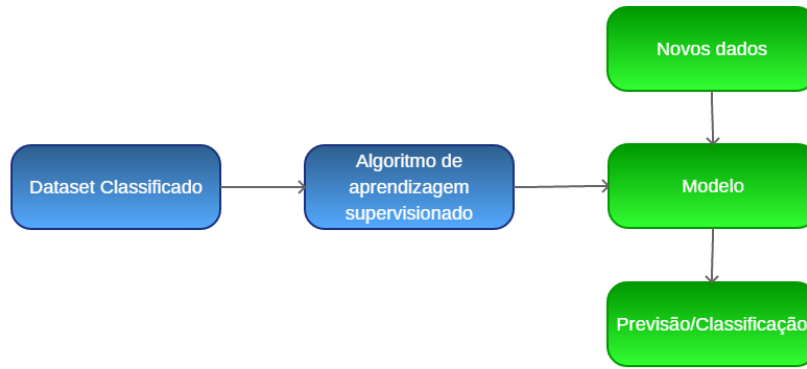 Novos dados
Dataset Classificado
Algoritmo de
aprendizagem
supervisionado
Modelo
Previsão/Classificação